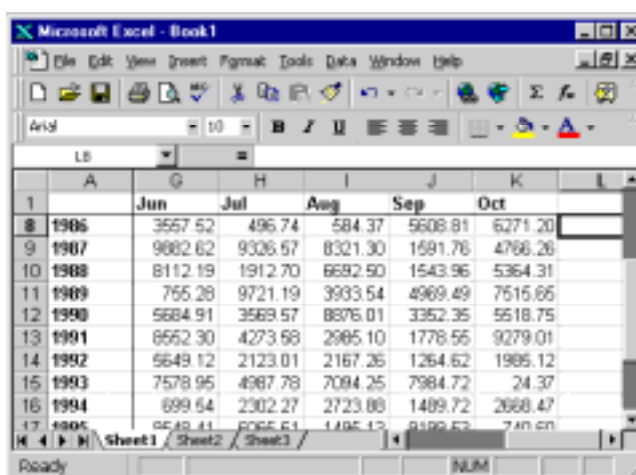 Microsoft Excel - Book1
File Edit View Insert Format Tools Data Window Help
Arial 10 B I U A
L8 =
A G H I J K L
1 Jun Jul Aug Sep Oct
8 1986 3557.52 496.74 584.37 5608.81 6271.20
9 1987 9882.62 9326.57 8321.30 1591.76 4766.26
10 1988 8112.19 1912.70 6692.50 1543.96 5364.31
11 1989 755.28 9721.19 3933.54 4969.49 7515.65
12 1990 5684.91 3569.57 8876.01 3352.35 5518.75
13 1991 8552.30 4273.58 2985.10 1778.55 9279.01
14 1992 5649.12 2123.01 2167.26 1264.62 1985.12
15 1993 7578.95 4987.78 7094.25 7984.72 24.37
16 1994 699.54 2302.27 2723.88 1489.72 2668.47
17 1995
Sheet1 Sheet2 Sheet3
Ready NUM